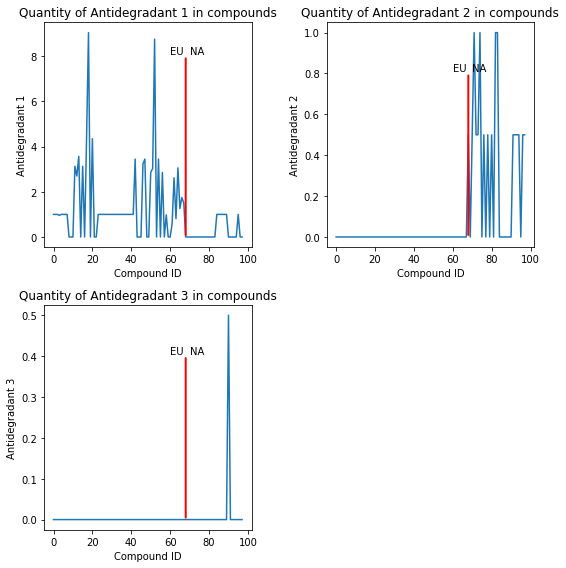 Quantity of Antidegradant 1 in compounds
Antidegradant 1
8
6
4
2
0
EU NA
0 20 40 60 80 100
Compound ID
Quantity of Antidegradant 2 in compounds
Antidegradant 2
1.0
0.8
0.6
0.4
0.2
0.0
EU NA
0 20 40 60 80 100
Compound ID
Quantity of Antidegradant 3 in compounds
Antidegradant 3
0.5
0.4
0.3
0.2
0.1
0.0
EU NA
0 20 40 60 80 100
Compound ID